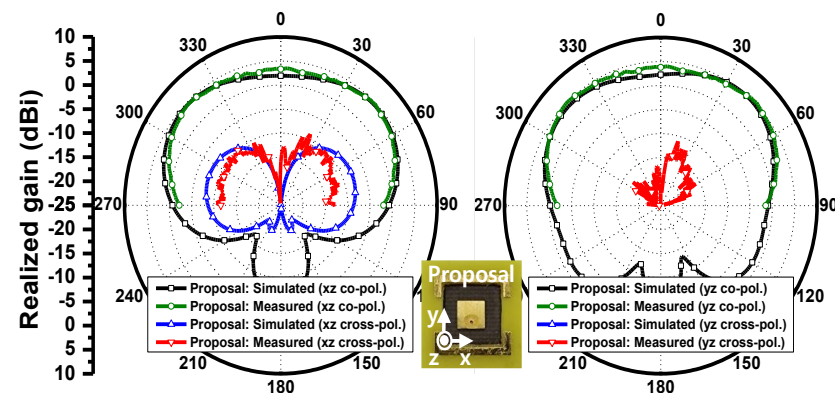 Realized gain (dBi)
10
5
0
-5
-10
-15
-20
-25
-20
-15
-10
-5
0
5
10
0
30
60
90
150
180
210
240
270
300
330
Proposal: Simulated (xz co-pol.)
Proposal: Measured (xz co-pol.)
Proposal: Simulated (xz cross-pol.)
Proposal: Measured (xz cross-pol.)
Proposal
y
z
x
0
30
60
90
120
150
180
210
270
300
330
Proposal: Simulated (yz co-pol.)
Proposal: Measured (yz co-pol.)
Proposal: Simulated (yz cross-pol.)
Proposal: Measured (yz cross-pol.)